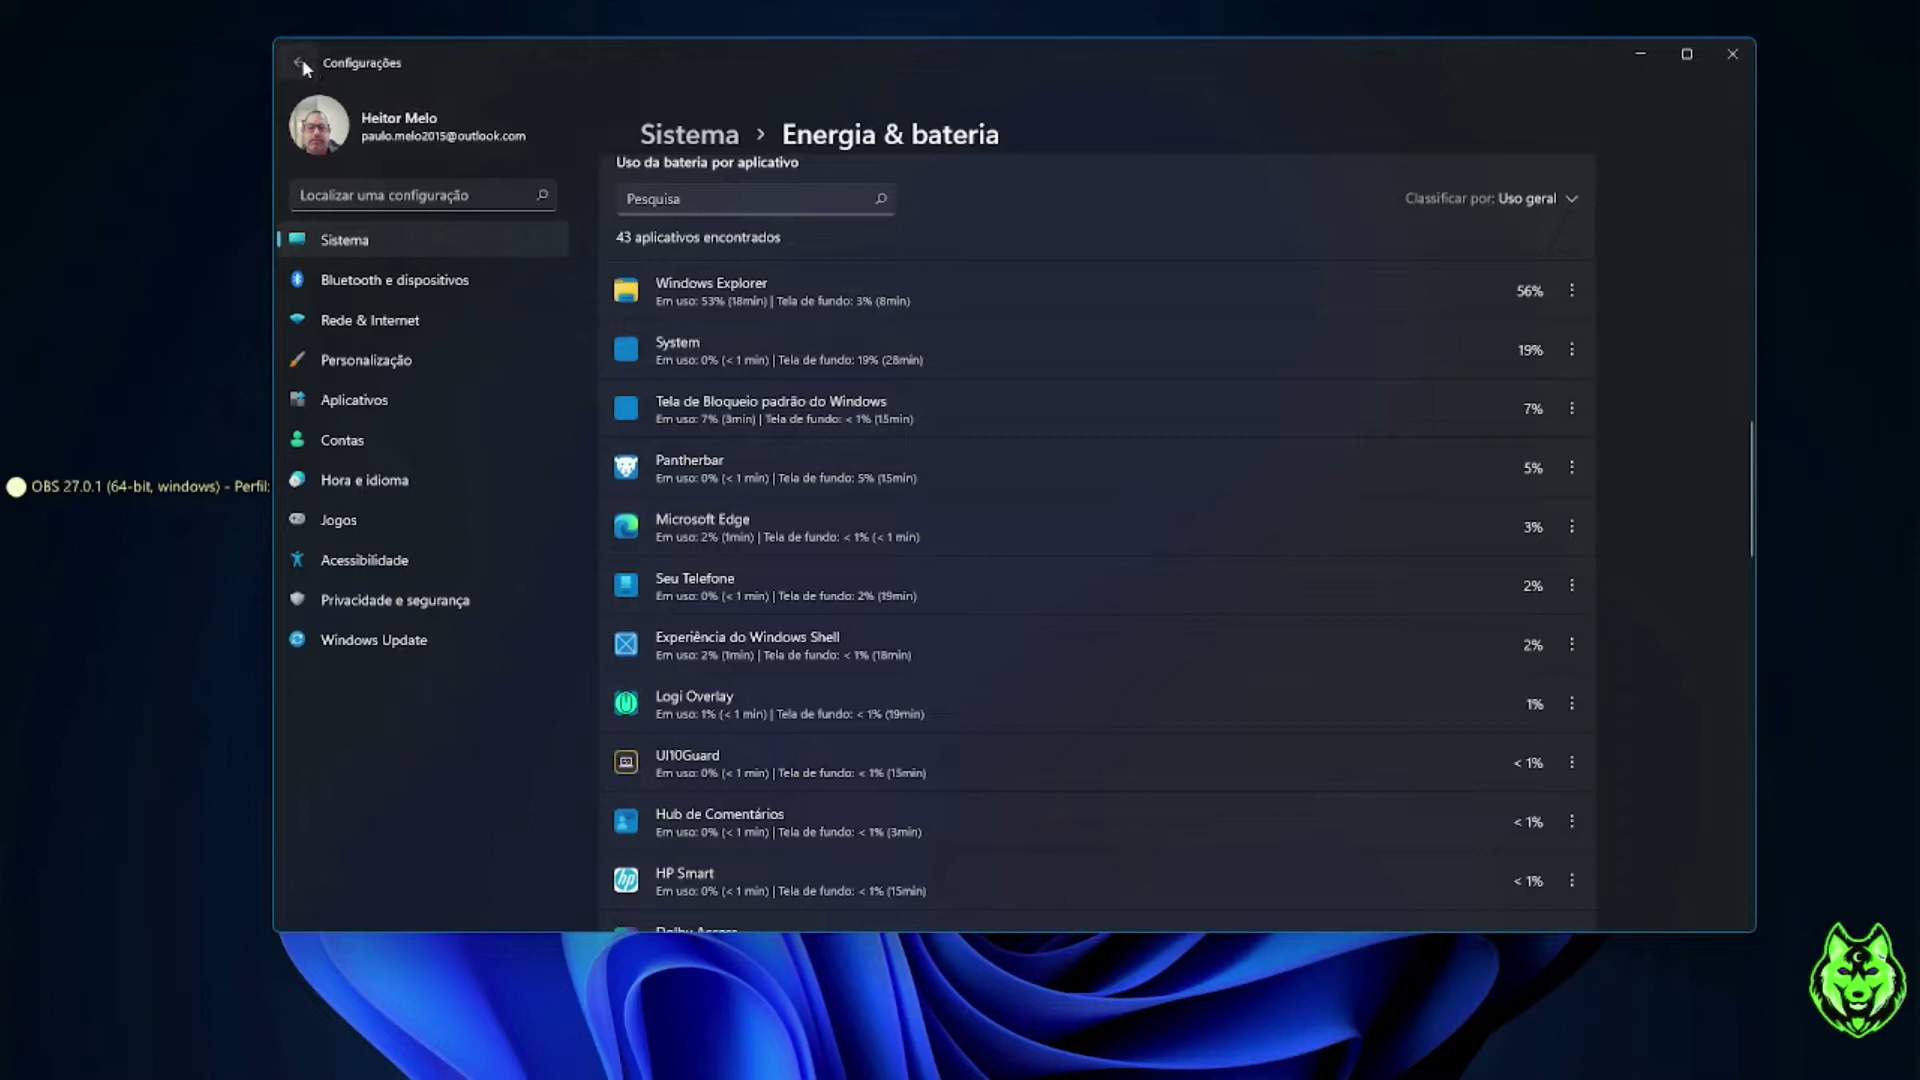 Configurações
Heitor Melo
paulo.melo2015@outlook.com
Localizar uma configuração
Sistema
Bluetooth e dispositivos
Rede & Internet
Personalização
Aplicativos
Contas
Hora e idioma
Jogos
Acessibilidade
Privacidade e segurança
Windows Update
OBS 27.0.1 (64-bit, windows) - Perfil:
Sistema > Energia & bateria
Uso da bateria por aplicativo
Pesquisa
Classificar por: Uso geral
43 aplicativos encontrados
Windows Explorer
Em uso: 53% (18min) | Tela de fundo: 3% (8min)
56%
System
Em uso: 0% (< 1 min) | Tela de fundo: 19% (28min)
19%
Tela de Bloqueio padrão do Windows
Em uso: 7% (3min) | Tela de fundo: < 1% (15min)
7%
Pantherbar
Em uso: 0% (< 1 min) | Tela de fundo: 5% (15min)
5%
Microsoft Edge
Em uso: 2% (1min) | Tela de fundo: < 1% (< 1 min)
3%
Seu Telefone
Em uso: 0% (< 1 min) | Tela de fundo: 2% (19min)
2%
Experiência do Windows Shell
Em uso: 2% (1min) | Tela de fundo: < 1% (18min)
2%
Logi Overlay
Em uso: 1% (< 1 min) | Tela de fundo: < 1% (19min)
1%
UI10Guard
Em uso: 0% (< 1 min) | Tela de fundo: < 1% (15min)
< 1%
Hub de Comentários
Em uso: 0% (< 1 min) | Tela de fundo: < 1% (3min)
< 1%
hp
HP Smart
Em uso: 0% (< 1 min) | Tela de fundo: < 1% (15min)
< 1%
Dolby Access